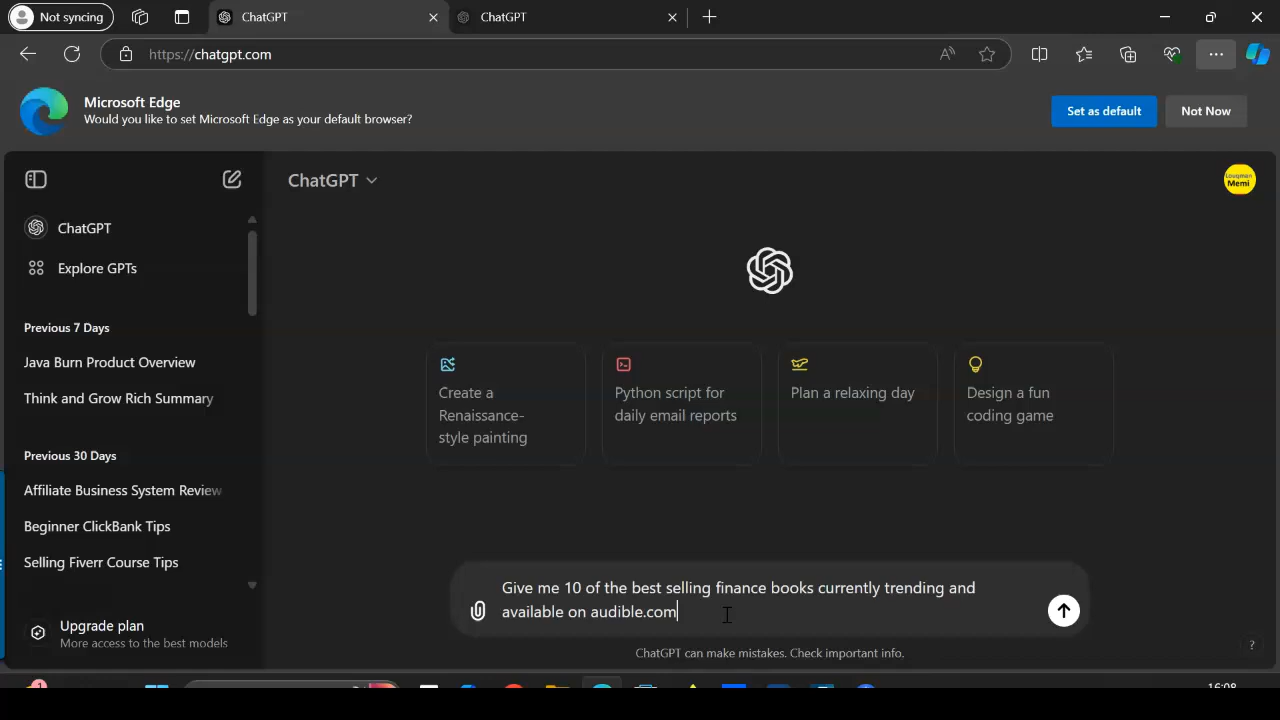 Not syncing
ChatGPT
ChatGPT
https://chatgpt.com
Microsoft Edge
Would you like to set Microsoft Edge as your default browser?
Set as default
Not Now
ChatGPT
Explore GPTs
Previous 7 Days
Java Burn Product Overview
Think and Grow Rich Summary
Previous 30 Days
Affiliate Business System Review
Beginner ClickBank Tips
Selling Fiverr Course Tips
Upgrade plan
More access to the best models
ChatGPT
Louqman
Memi
Create a
Renaissance-
style painting
Python script for
daily email reports
Plan a relaxing day
Design a fun
coding game
Give me 10 of the best selling finance books currently trending and
available on audible.com
ChatGPT can make mistakes. Check important info.
?
1
16:08